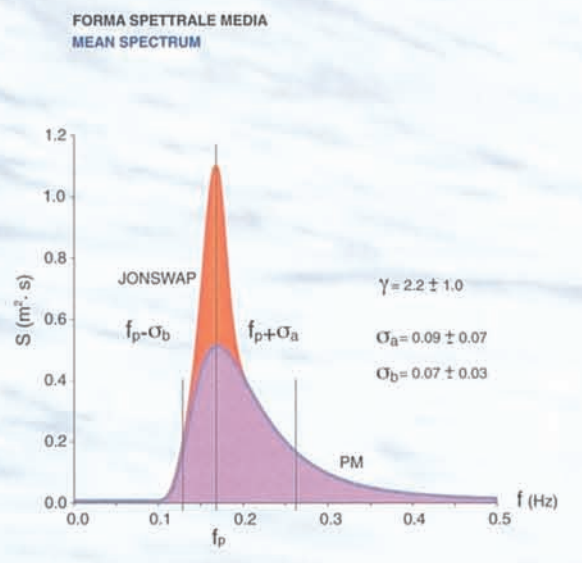 FORMA SPETTRALE MEDIA
MEAN SPECTRUM
S (m²· s)
1.2
1.0
0.8
0.6
0.4
0.2
0.0
JONSWAP
fp-σb
fp+σa
γ= 2.2 ± 1.0
σa= 0.09 ± 0.07
σb= 0.07 ± 0.03
PM
f (Hz)
0.0 0.1 0.2 0.3 0.4 0.5
fp